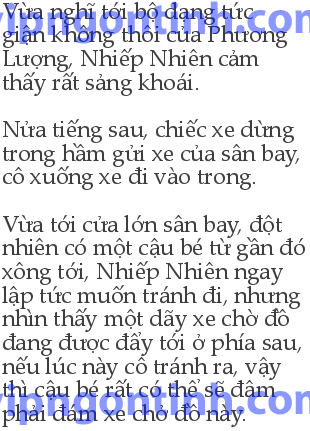 Vừa nghĩ tới bộ dạng tức
giận không thôi của Phương
Lượng, Nhiếp Nhiên cảm
thấy rất sảng khoái.
Nửa tiếng sau, chiếc xe dừng
trong hầm gửi xe của sân bay,
cô xuống xe đi vào trong.
Vừa tới cửa lớn sân bay, đột
nhiên có một cậu bé từ gần đó
xông tới, Nhiếp Nhiên ngay
lập tức muốn tránh đi, nhưng
nhìn thấy một dãy xe chờ đồ
đang được đẩy tới ở phía sau,
nếu lúc này cô tránh ra, vậy
thì cậu bé rất có thể sẽ đâm
phải đám xe chở đồ này.
vipngontinh.com
vipngontinh.com